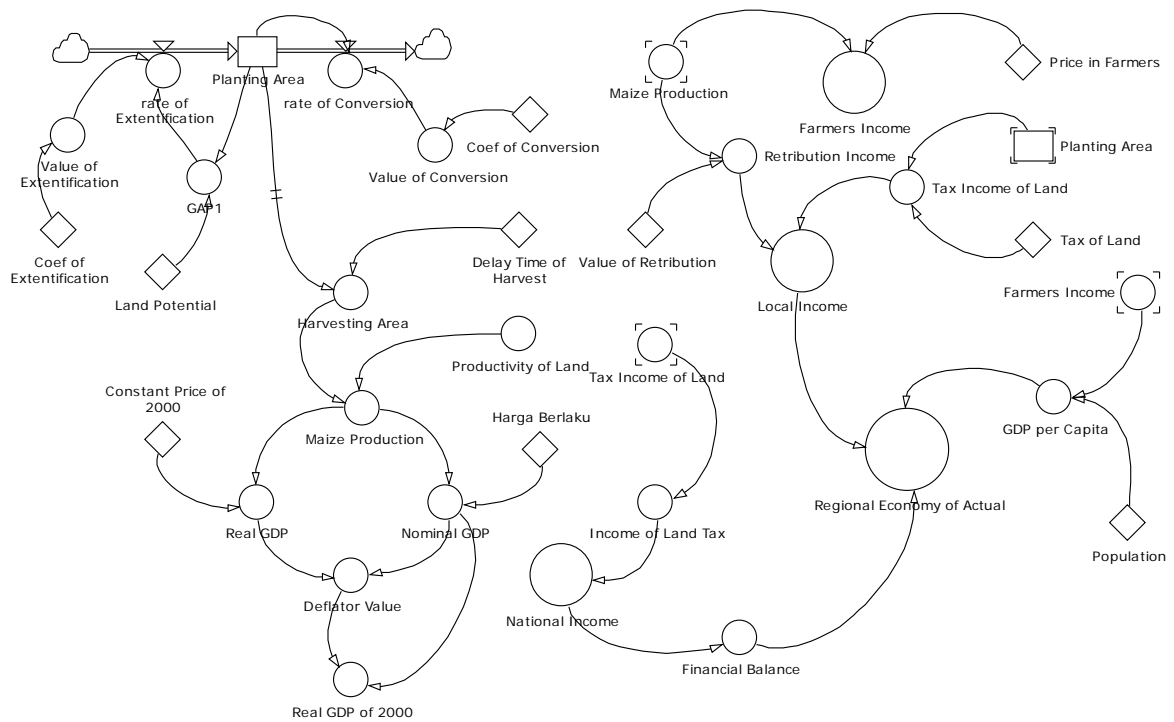 Planting Area
rate of
Extentification
rate of Conversion
Value of
Extentification
GAP1
Coef of Conversion
Value of Conversion
Coef of
Extentification
Land Potential
Delay Time of
Harvest
Harvesting Area
Productivity of Land
Constant Price of
2000
Maize Production
Harga Berlaku
Real GDP
Nominal GDP
Deflator Value
Real GDP of 2000
Maize Production
Price in Farmers
Farmers Income
Retribution Income
Planting Area
Tax Income of Land
Value of Retribution
Tax of Land
Local Income
Farmers Income
Tax Income of Land
GDP per Capita
Regional Economy of Actual
Income of Land Tax
Population
National Income
Financial Balance